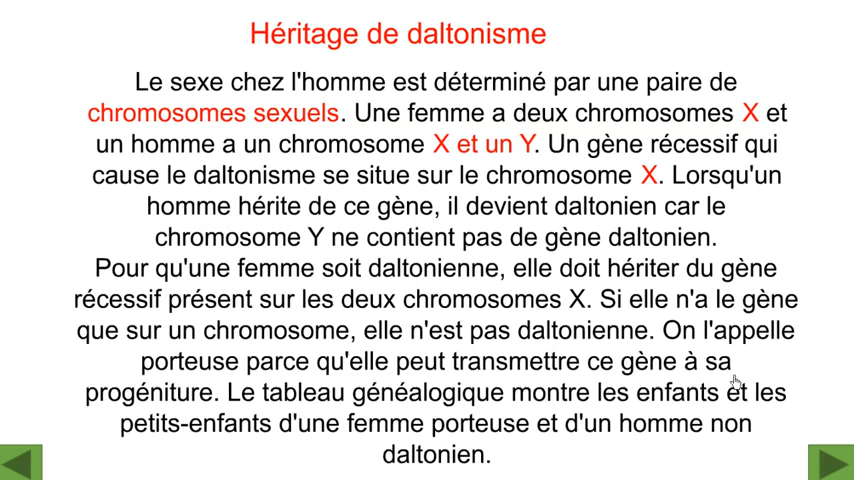 Héritage de daltonisme
Le sexe chez l'homme est déterminé par une paire de
chromosomes sexuels. Une femme a deux chromosomes X et
un homme a un chromosome X et un Y. Un gène récessif qui
cause le daltonisme se situe sur le chromosome X. Lorsqu'un
homme hérite de ce gène, il devient daltonien car le
chromosome Y ne contient pas de gène daltonien.
Pour qu'une femme soit daltonienne, elle doit hériter du gène
récessif présent sur les deux chromosomes X. Si elle n'a le gène
que sur un chromosome, elle n'est pas daltonienne. On l'appelle
porteuse parce qu'elle peut transmettre ce gène à sa
progéniture. Le tableau généalogique montre les enfants et les
petits-enfants d'une femme porteuse et d'un homme non
daltonien.